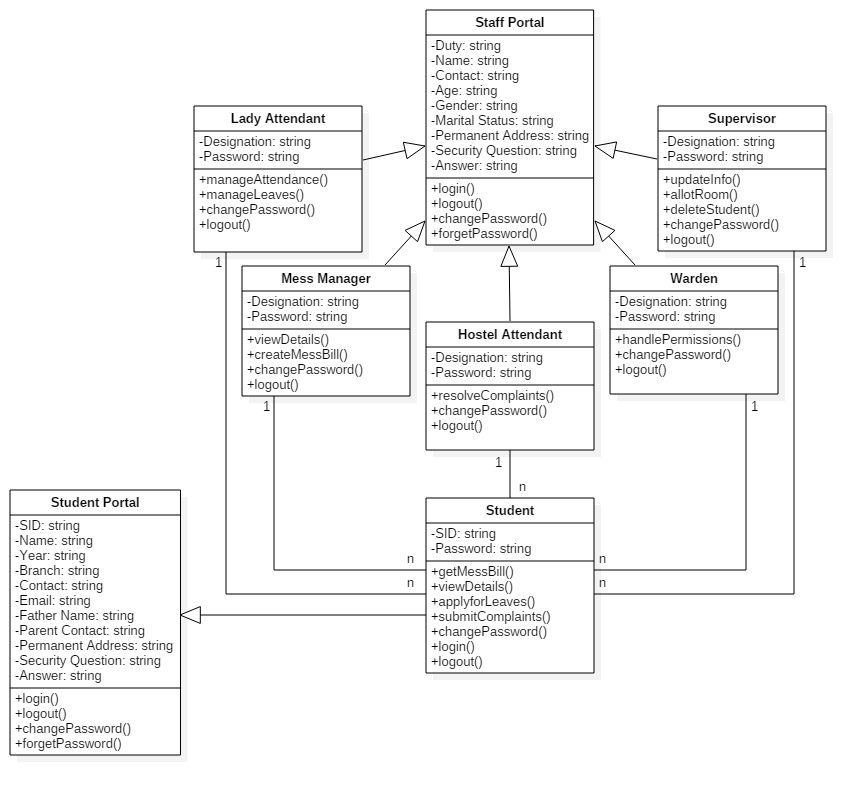 Staff Portal
-Duty: string
-Name: string
-Contact: string
-Age: string
-Gender: string
-Marital Status: string
-Permanent Address: string
-Security Question: string
-Answer: string
+login()
+logout()
+changePassword()
+forgetPassword()
Lady Attendant
-Designation: string
-Password: string
+manageAttendance()
+manageLeaves()
+changePassword()
+logout()
1
Supervisor
-Designation: string
-Password: string
+updateInfo()
+allotRoom()
+deleteStudent()
+changePassword()
+logout()
1
Mess Manager
-Designation: string
-Password: string
+viewDetails()
+createMessBill()
+changePassword()
+logout()
1
Hostel Attendant
-Designation: string
-Password: string
+resolveComplaints()
+changePassword()
+logout()
1
n
Warden
-Designation: string
-Password: string
+handlePermissions()
+changePassword()
+logout()
1
Student Portal
-SID: string
-Name: string
-Year: string
-Branch: string
-Contact: string
-Email: string
-Father Name: string
-Parent Contact: string
-Permanent Address: string
-Security Question: string
-Answer: string
+login()
+logout()
+changePassword()
+forgetPassword()
n
n
Student
-SID: string
-Password: string
+getMessBill()
+viewDetails()
+applyforLeaves()
+submitComplaints()
+changePassword()
+login()
+logout()
n
n